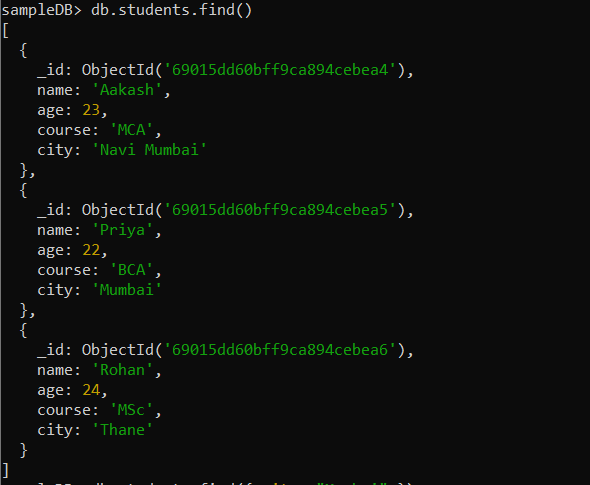 sampleDB> db.students.find()
[
  {
    _id: ObjectId('69015dd60bff9ca894cebea4'),
    name: 'Aakash',
    age: 23,
    course: 'MCA',
    city: 'Navi Mumbai'
  },
  {
    _id: ObjectId('69015dd60bff9ca894cebea5'),
    name: 'Priya',
    age: 22,
    course: 'BCA',
    city: 'Mumbai'
  },
  {
    _id: ObjectId('69015dd60bff9ca894cebea6'),
    name: 'Rohan',
    age: 24,
    course: 'MSc',
    city: 'Thane'
  }
]